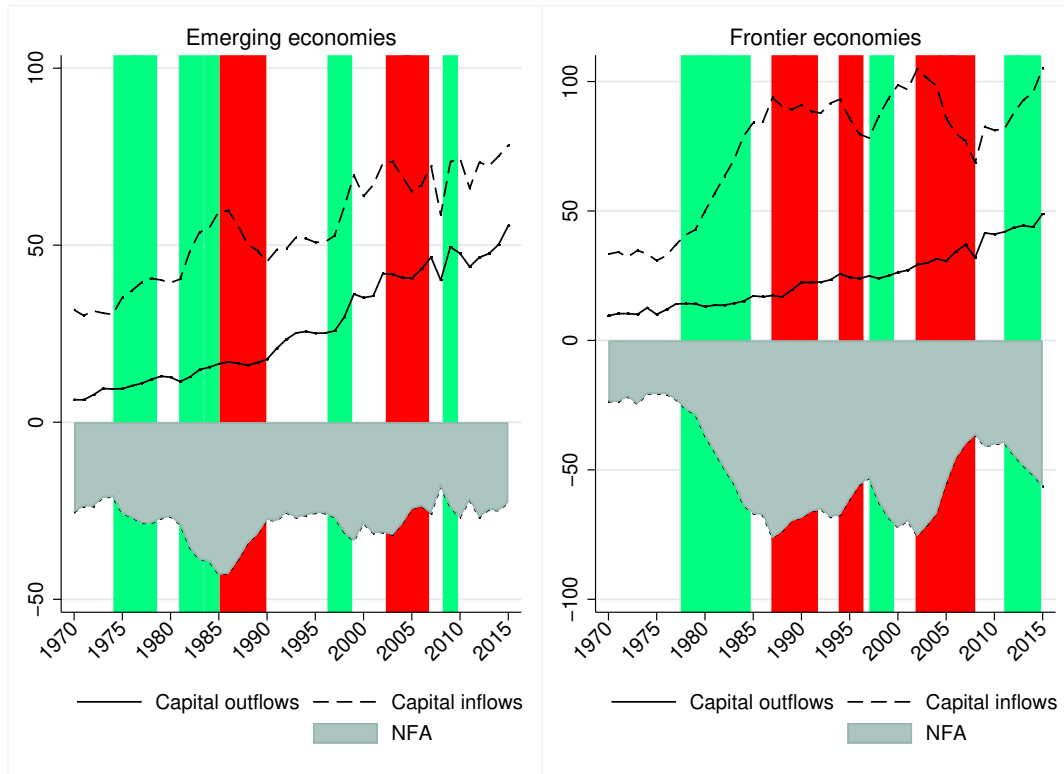 Emerging economies
100
50
0
−50
1970 1975 1980 1985 1990 1995 2000 2005 2010 2015
Capital outflows Capital inflows
NFA
Frontier economies
100
50
0
−50
−100
1970 1975 1980 1985 1990 1995 2000 2005 2010 2015
Capital outflows Capital inflows
NFA